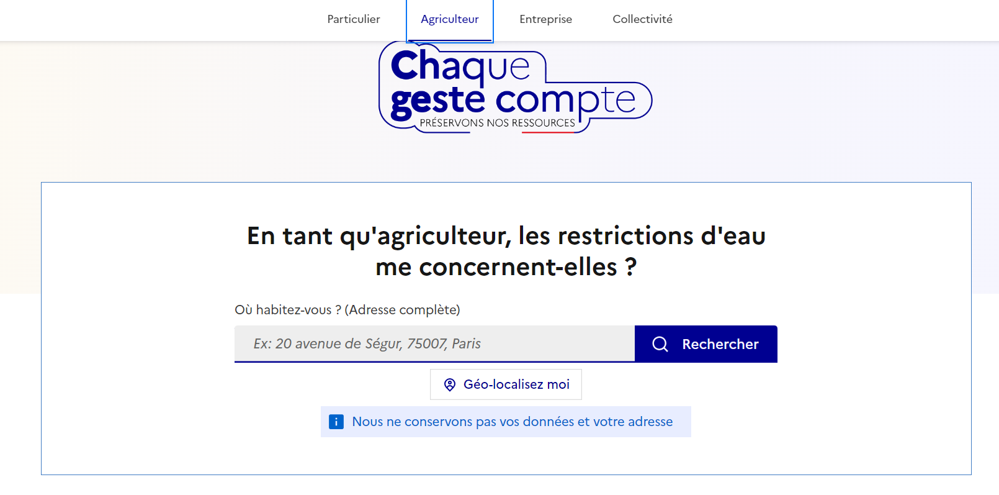 Particulier Agriculteur Entreprise Collectivité
Chaque
geste compte
PRÉSERVONS NOS RESSOURCES
En tant qu'agriculteur, les restrictions d'eau
me concernent-elles ?
Où habitez-vous ? (Adresse complète)
Ex: 20 avenue de Ségur, 75007, Paris Rechercher
Géo-localisez moi
Nous ne conservons pas vos données et votre adresse